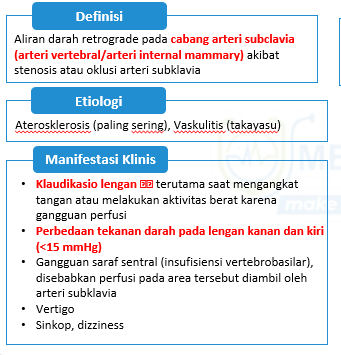 Definisi
Aliran darah retrograde pada cabang arteri subclavia
(arteri vertebral/arteri internal mammary) akibat
stenosis atau oklusi arteri subklavia
Etiologi
Aterosklerosis (paling sering), Vaskulitis (takayasu)
Manifestasi Klinis
• Klaudikasio lengan terutama saat mengangkat
tangan atau melakukan aktivitas berat karena
gangguan perfusi
• Perbedaan tekanan darah pada lengan kanan dan kiri
(<15 mmHg)
• Gangguan saraf sentral (insufisiensi vertebrobasilar),
disebabkan perfusi pada area tersebut diambil oleh
arteri subklavia
• Vertigo
• Sinkop, dizziness
make